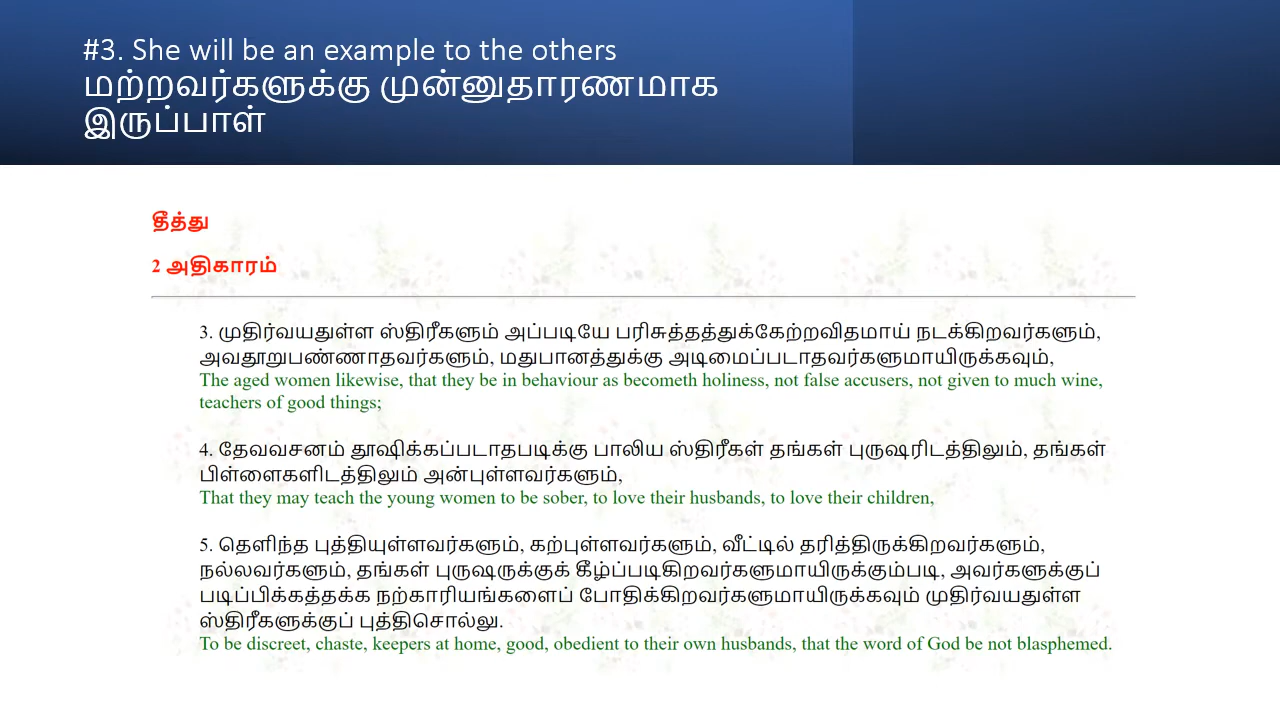 #3. She will be an example to the others
மற்றவர்களுக்கு முன்னுதாரணமாக
இருப்பாள்
தீத்து
2 அதிகாரம்
3. முதிர்வயதுள்ள ஸ்திரீகளும் அப்படியே பரிசுத்தத்துக்கேற்றவிதமாய் நடக்கிறவர்களும்,
அவதூறுபண்ணாதவர்களும், மதுபானத்துக்கு அடிமைப்படாதவர்களுமாயிருக்கவும்,
The aged women likewise, that they be in behaviour as becometh holiness, not false accusers, not given to much wine,
teachers of good things;
4. தேவவசனம் தூஷிக்கப்படாதபடிக்கு பாலிய ஸ்திரீகள் தங்கள் புருஷரிடத்திலும், தங்கள்
பிள்ளைகளிடத்திலும் அன்புள்ளவர்களும்,
That they may teach the young women to be sober, to love their husbands, to love their children,
5. தெளிந்த புத்தியுள்ளவர்களும், கற்புள்ளவர்களும், வீட்டில் தரித்திருக்கிறவர்களும்,
நல்லவர்களும், தங்கள் புருஷருக்குக் கீழ்ப்படிகிறவர்களுமாயிருக்கும்படி, அவர்களுக்குப்
படிப்பிக்கத்தக்க நற்காரியங்களைப் போதிக்கிறவர்களுமாயிருக்கவும் முதிர்வயதுள்ள
ஸ்திரீகளுக்குப் புத்திசொல்லு.
To be discreet, chaste, keepers at home, good, obedient to their own husbands, that the word of God be not blasphemed.